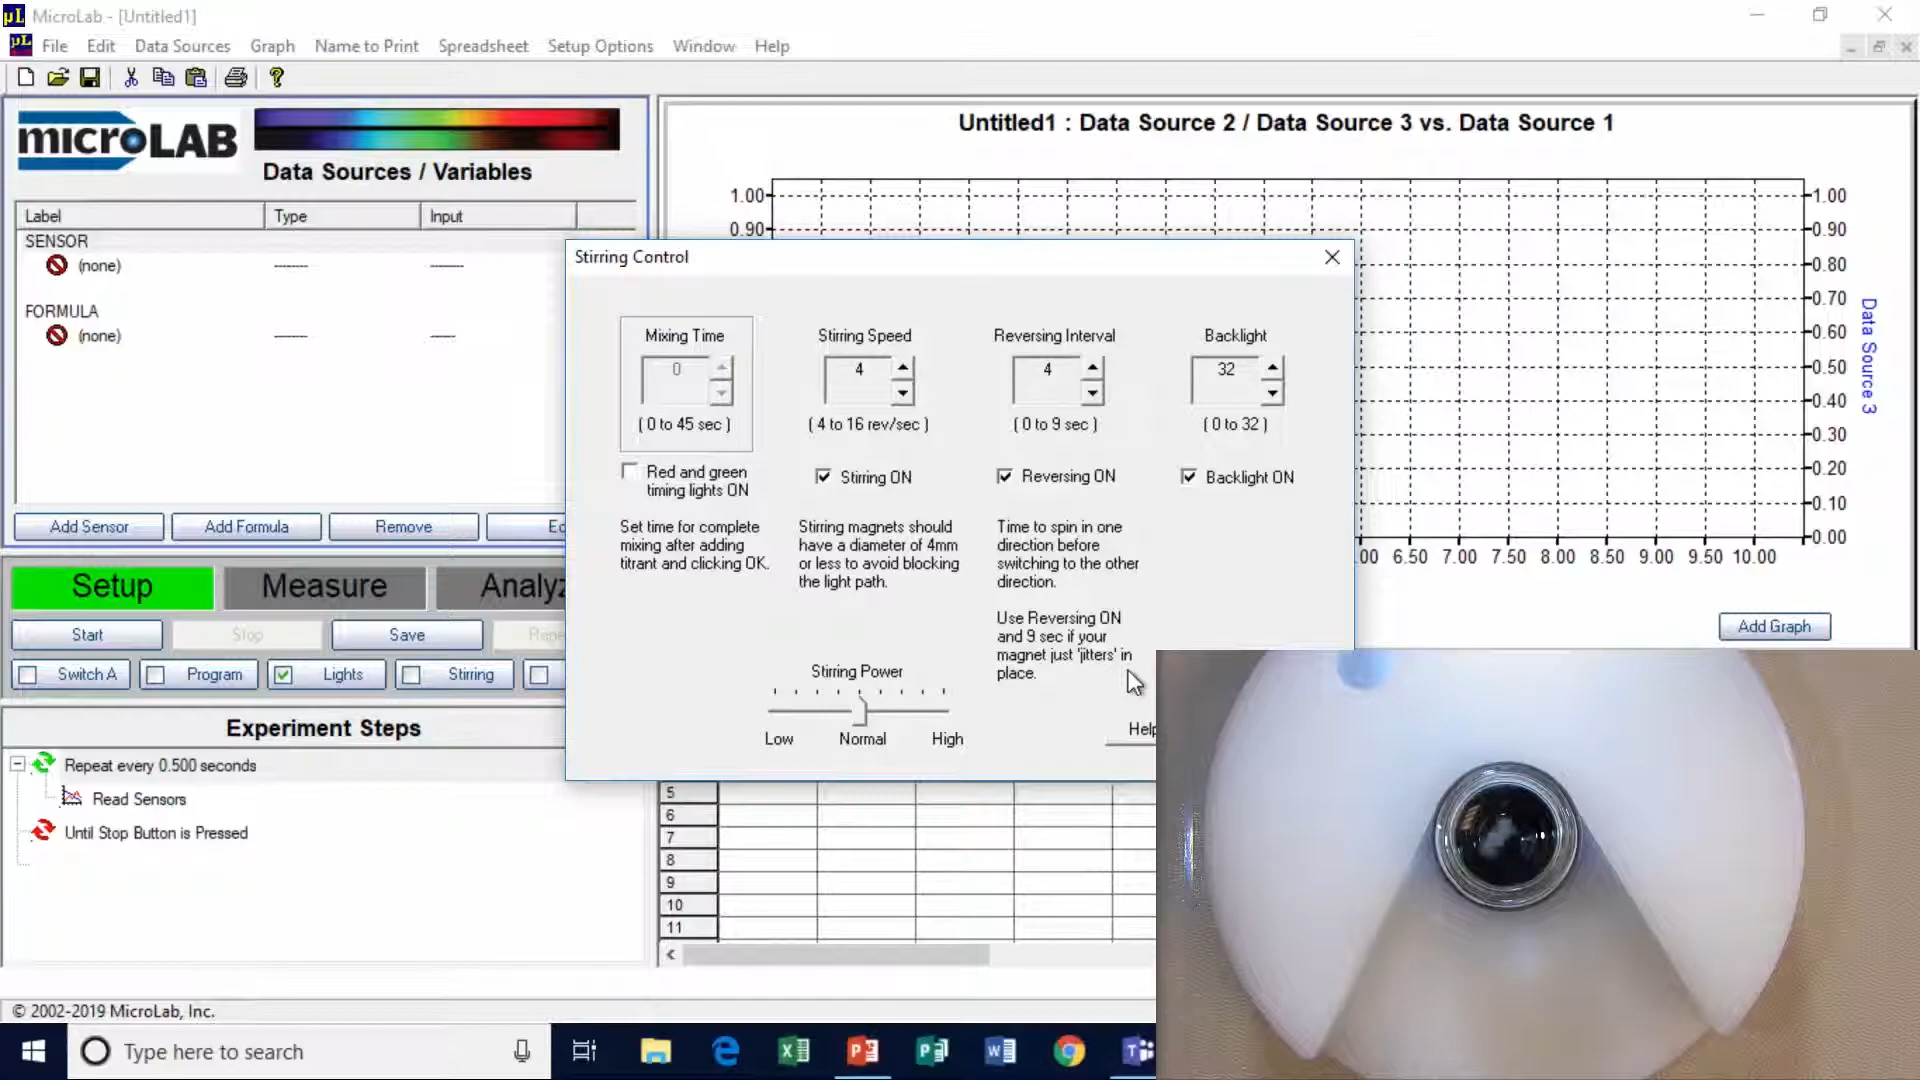 MicroLab - [Untitled1]
File Edit Data Sources Graph Name to Print Spreadsheet Setup Options Window Help
microLAB
Data Sources / Variables
Label Type Input
SENSOR
(none) ------- -------
FORMULA
(none) ------- -----
Add Sensor Add Formula Remove
Setup Measure
Start Stop Save
Switch A Program Lights Stirring
Experiment Steps
Repeat every 0.500 seconds
Read Sensors
Until Stop Button is Pressed
Untitled1 : Data Source 2 / Data Source 3 vs. Data Source 1
1.00
0.90
1.00
0.90
0.80
0.70
0.60
0.50
0.40
0.30
0.20
0.10
0.00
Data Source 3
.00 6.50 7.00 7.50 8.00 8.50 9.00 9.50 10.00
Add Graph
Stirring Control
Mixing Time
0
( 0 to 45 sec )
Red and green
timing lights ON
Set time for complete
mixing after adding
titrant and clicking OK.
Stirring Speed
4
( 4 to 16 rev/sec )
Stirring ON
Stirring magnets should
have a diameter of 4mm
or less to avoid blocking
the light path.
Reversing Interval
4
( 0 to 9 sec )
Reversing ON
Time to spin in one
direction before
switching to the other
direction.
Use Reversing ON
and 9 sec if your
magnet just 'jitters' in
place.
Backlight
32
( 0 to 32 )
Backlight ON
Stirring Power
Low Normal High
Help
5
6
7
8
9
10
11
© 2002-2019 MicroLab, Inc.
Type here to search